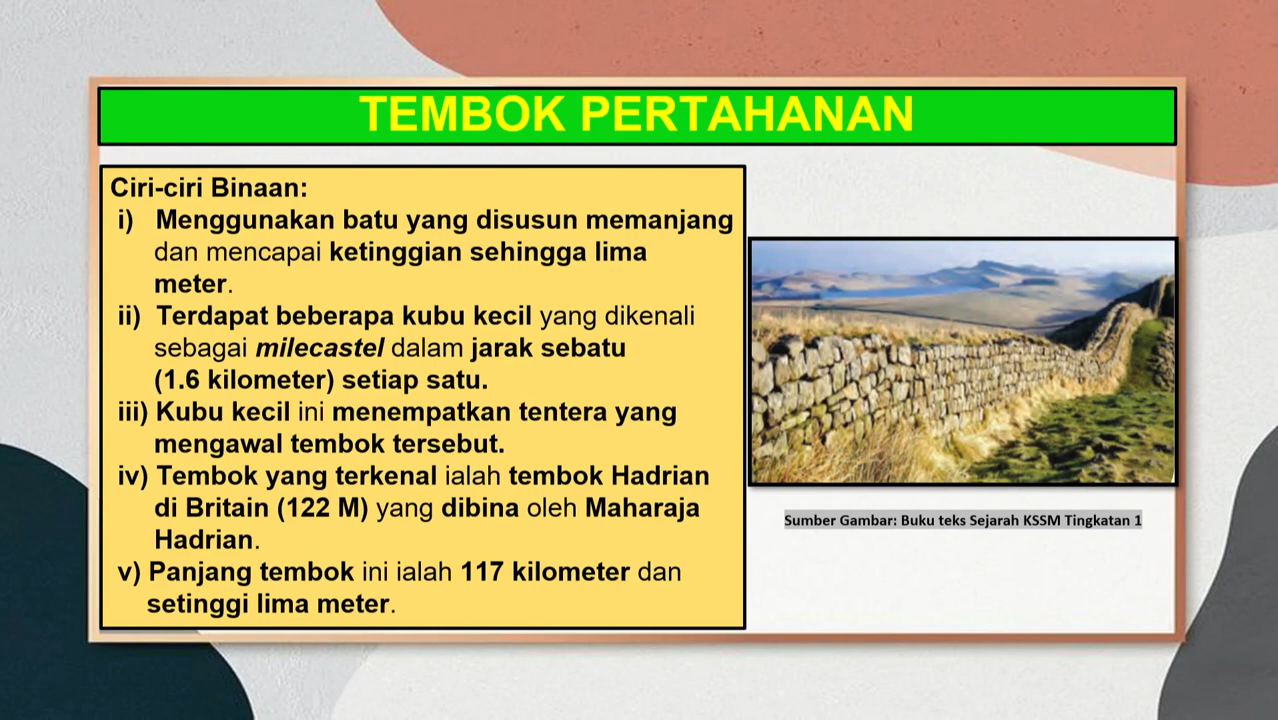 TEMBOK PERTAHANAN
Ciri-ciri Binaan:
i) Menggunakan batu yang disusun memanjang
dan mencapai ketinggian sehingga lima
meter.
ii) Terdapat beberapa kubu kecil yang dikenali
sebagai milecastel dalam jarak sebatu
(1.6 kilometer) setiap satu.
iii) Kubu kecil ini menempatkan tentera yang
mengawal tembok tersebut.
iv) Tembok yang terkenal ialah tembok Hadrian
di Britain (122 M) yang dibina oleh Maharaja
Hadrian.
v) Panjang tembok ini ialah 117 kilometer dan
setinggi lima meter.
Sumber Gambar: Buku teks Sejarah KSSM Tingkatan 1